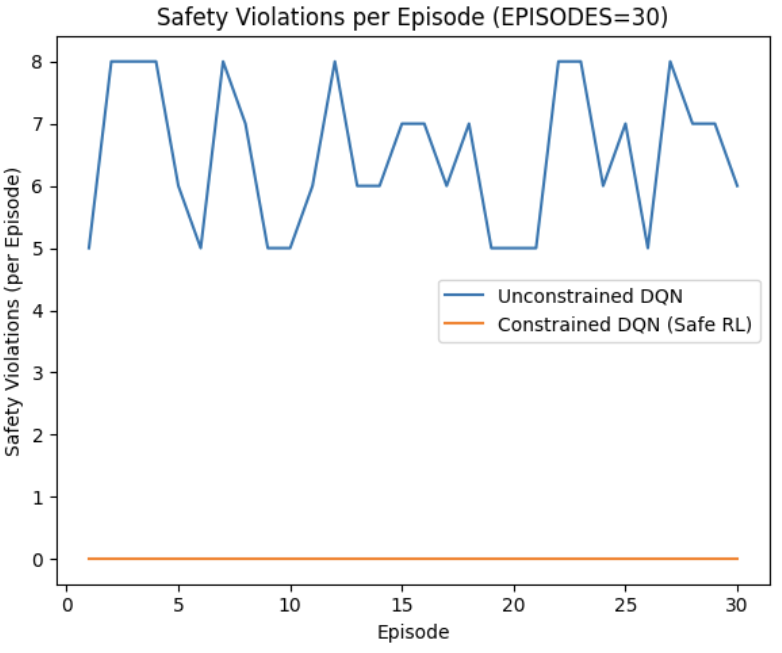 Safety Violations per Episode (EPISODES=30)
8
7
6
5
4
3
2
1
0
Safety Violations (per Episode)
Unconstrained DQN
Constrained DQN (Safe RL)
0 5 10 15 20 25 30
Episode